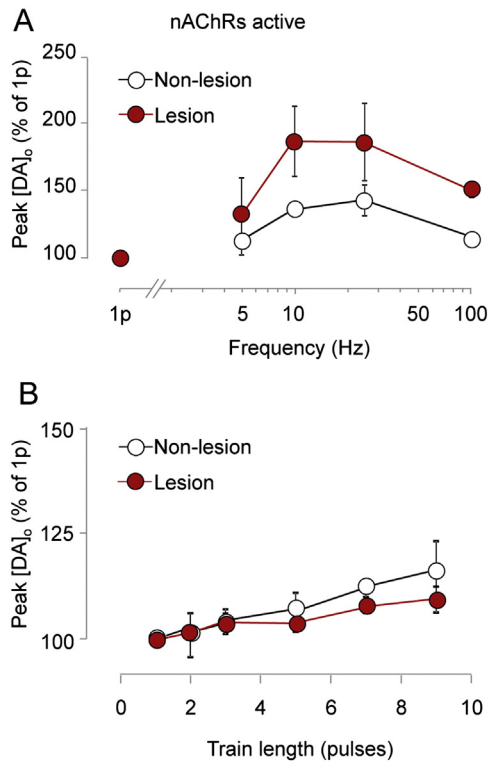 A
nAChRs active
Non-lesion
Lesion
Peak [DA]o (% of 1p)
250
200
150
100
1p
5
10
50
100
Frequency (Hz)
B
Non-lesion
Lesion
Peak [DA]o (% of 1p)
150
125
100
0
2
4
6
8
10
Train length (pulses)